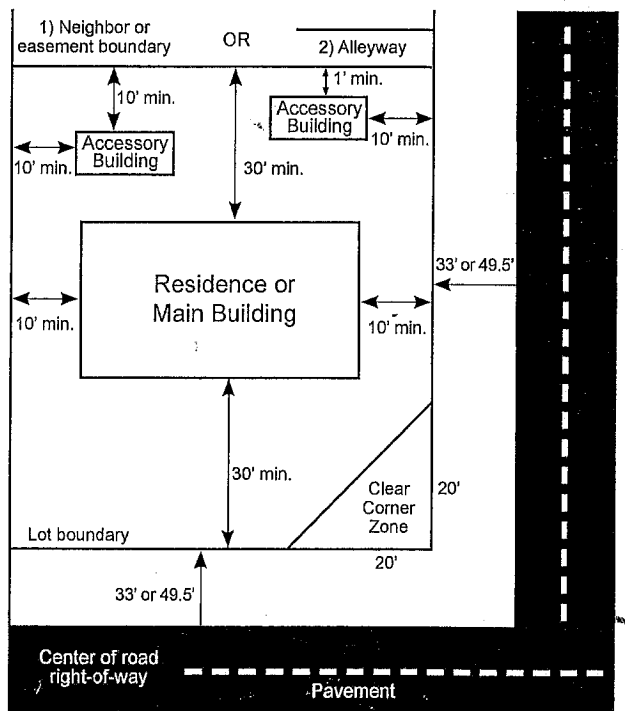 1) Neighbor or
easement boundary
OR
2) Alleyway
10' min.
1' min.
Accessory
Building
10' min.
Accessory
Building
10' min.
30' min.
33' or 49.5'
Residence or
Main Building
10' min.
10' min.
30' min.
Clear
Corner
Zone
20'
Lot boundary
20'
33' or 49.5'
Center of road
right-of-way
Pavement